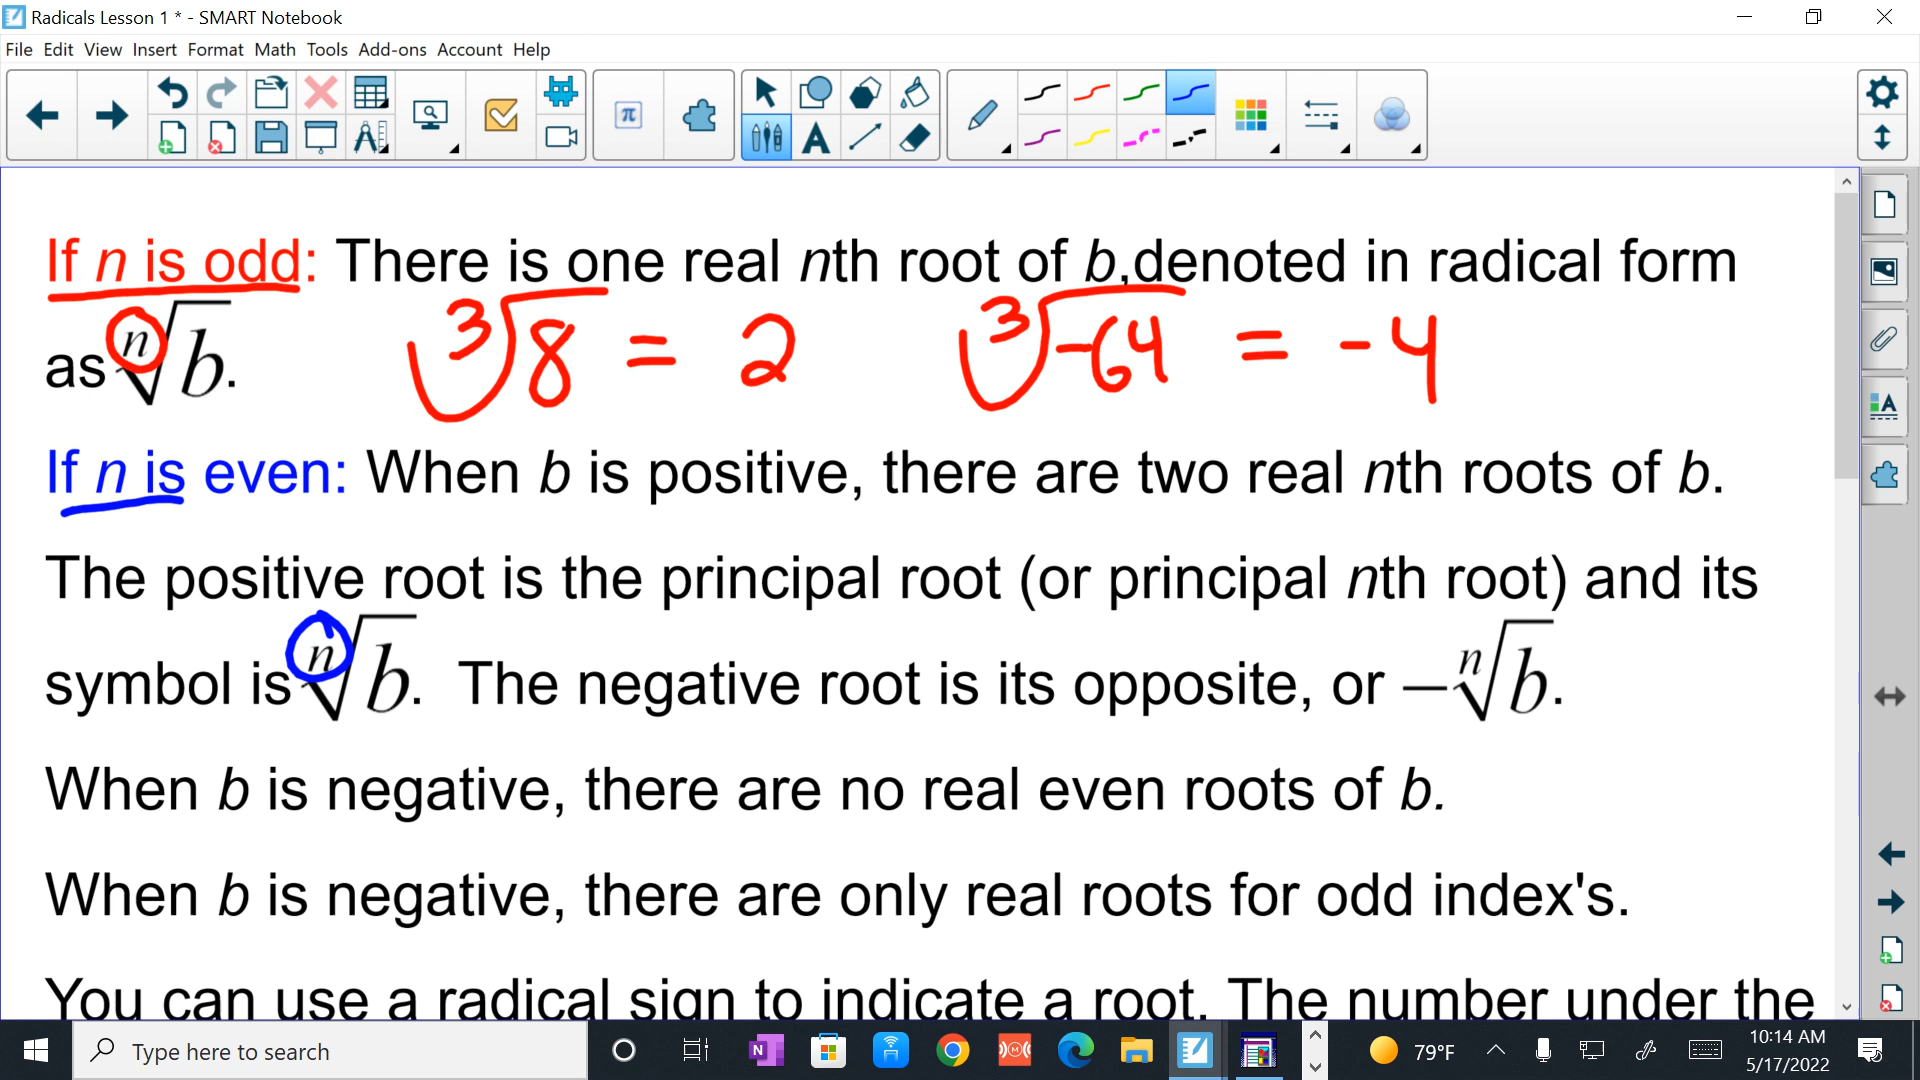 Radicals Lesson 1 * - SMART Notebook
File Edit View Insert Format Math Tools Add-ons Account Help
If n is odd: There is one real nth root of b,denoted in radical form
as ⁿ√b. ³√8 = 2 ³√-64 = -4
If n is even: When b is positive, there are two real nth roots of b.
The positive root is the principal root (or principal nth root) and its
symbol is ⁿ√b. The negative root is its opposite, or −ⁿ√b.
When b is negative, there are no real even roots of b.
When b is negative, there are only real roots for odd index's.
You can use a radical sign to indicate a root. The number under the
Type here to search
79°F
10:14 AM
5/17/2022